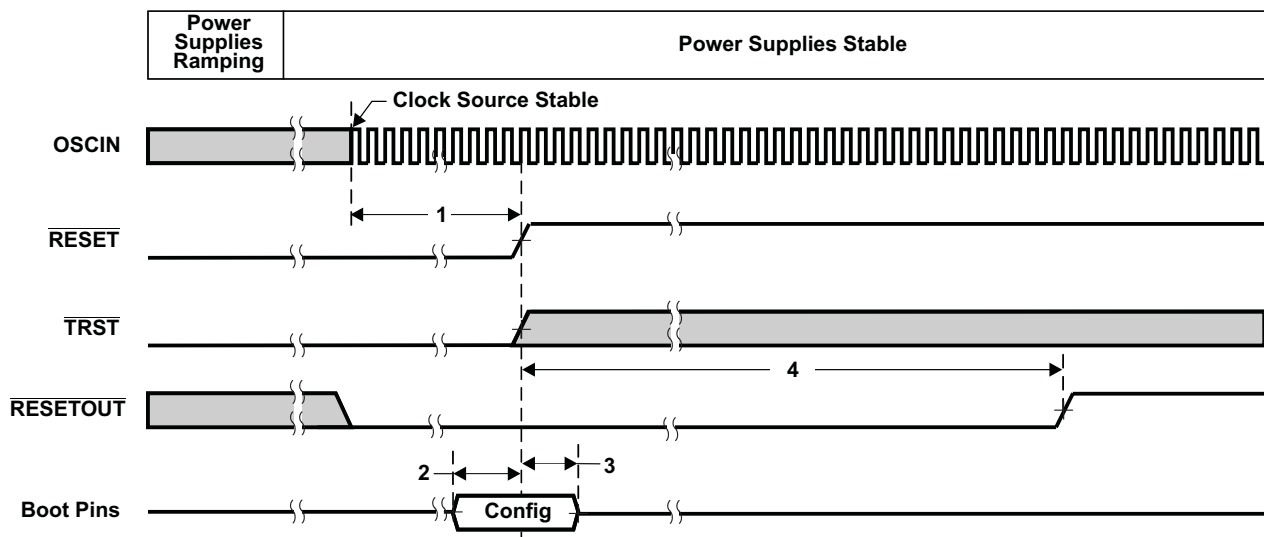 Power
Supplies
Ramping
Power Supplies Stable
Clock Source Stable
OSCIN
1
RESET
TRST
4
RESETOUT
2
3
Boot Pins
Config